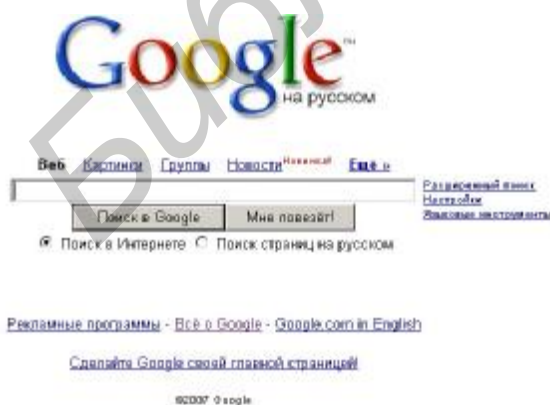 Google™
на русском
Веб Картинки Группы Новости Новинка! Ещё »
Расширенный поиск
Настройки
Языковые инструменты
Поиск в Google Мне повезёт!
Поиск в Интернете Поиск страниц на русском
Рекламные программы - Всё о Google - Google.com in English
Сделайте Google своей главной страницей!
©2007 Google